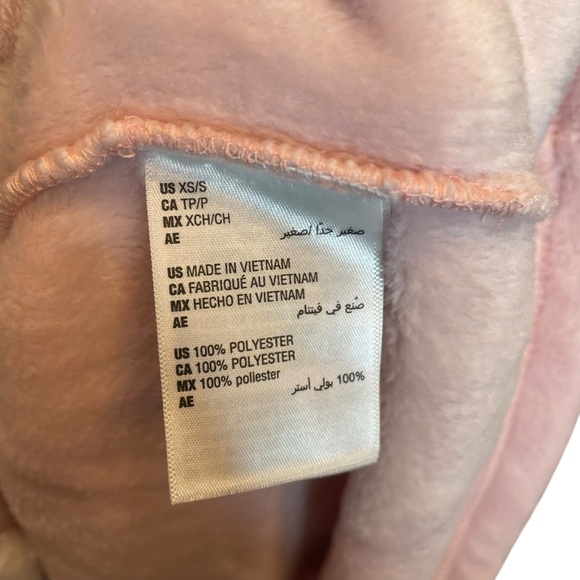 US XS/S
CA TP/P
MX XCH/CH
AE صغير جدًا /صغير
US MADE IN VIETNAM
CA FABRIQUÉ AU VIETNAM
MX HECHO EN VIETNAM
AE صُنع في فيتنام
US 100% POLYESTER
CA 100% POLYESTER
MX 100% poliester
AE 100% بولي أستر